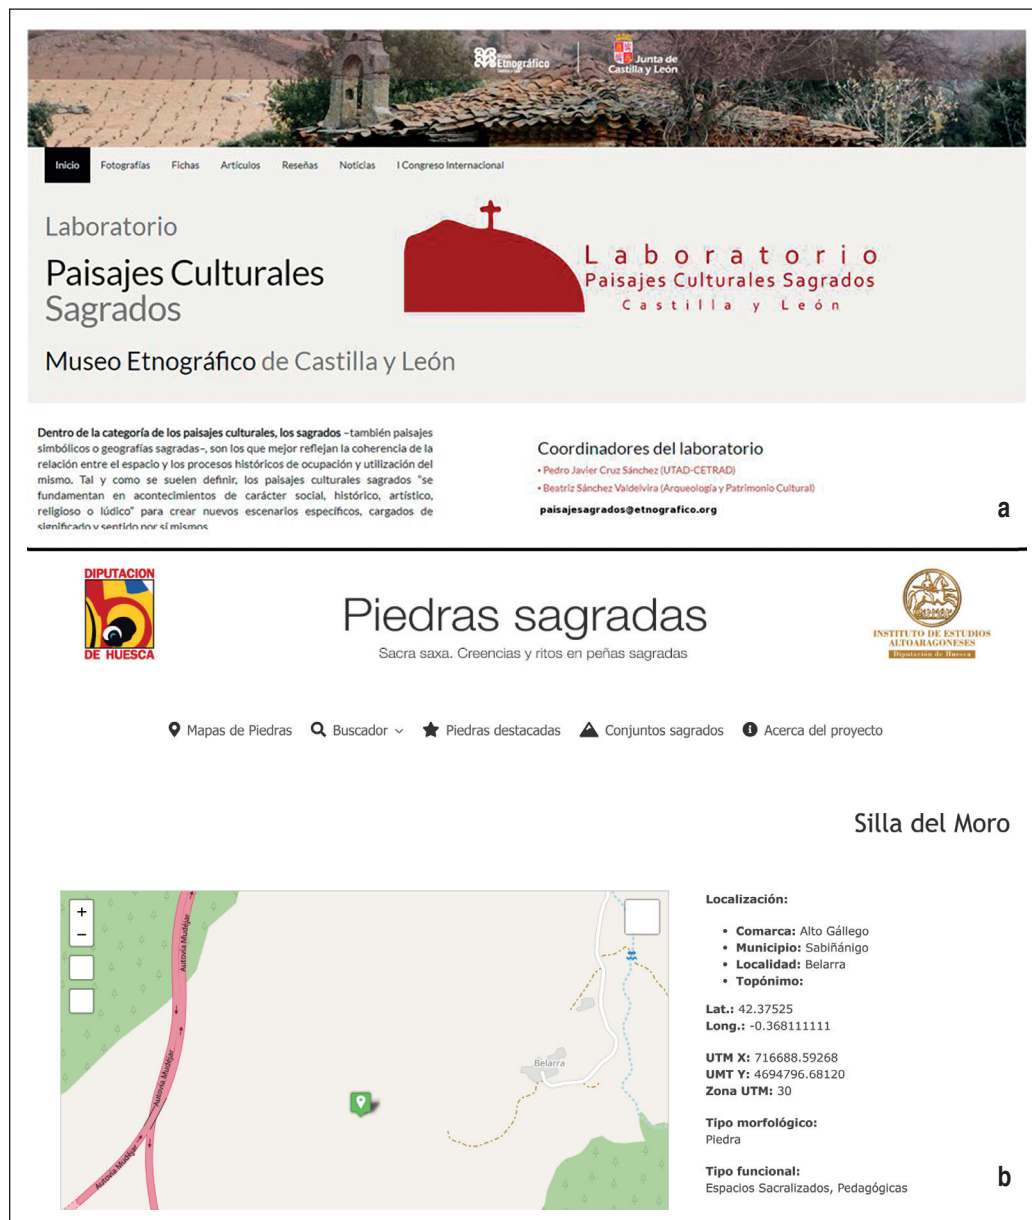 Museo
Etnográfico
Junta de
Castilla y León
Inicio Fotografías Fichas Artículos Reseñas Noticias I Congreso Internacional
Laboratorio
Paisajes Culturales
Sagrados
Museo Etnográfico de Castilla y León
Laboratorio
Paisajes Culturales Sagrados
Castilla y León
Dentro de la categoría de los paisajes culturales, los sagrados –también paisajes
simbólicos o geografías sagradas–, son los que mejor reflejan la coherencia de la
relación entre el espacio y los procesos históricos de ocupación y utilización del
mismo. Tal y como se suelen definir, los paisajes culturales sagrados "se
fundamentan en acontecimientos de carácter social, histórico, artístico,
religioso o lúdico" para crear nuevos escenarios específicos, cargados de
significado y sentido por sí mismos
Coordinadores del laboratorio
• Pedro Javier Cruz Sánchez (UTAD-CETRAD)
• Beatriz Sánchez Valdelvira (Arqueología y Patrimonio Cultural)
paisajesagrados@etnografico.org
a
DIPUTACION
DE HUESCA
Piedras sagradas
Sacra saxa. Creencias y ritos en peñas sagradas
INSTITUTO DE ESTUDIOS
ALTOARAGONESES
Diputación de Huesca
Mapas de Piedras Buscador Piedras destacadas Conjuntos sagrados Acerca del proyecto
Silla del Moro
+
−
Autovía Mudéjar
Autovía Mudéjar
Autovía Mudéjar
Belarra
Localización:
• Comarca: Alto Gállego
• Municipio: Sabiñánigo
• Localidad: Belarra
• Topónimo:
Lat.: 42.37525
Long.: -0.368111111
UTM X: 716688.59268
UMT Y: 4694796.68120
Zona UTM: 30
Tipo morfológico:
Piedra
Tipo funcional:
Espacios Sacralizados, Pedagógicas
b